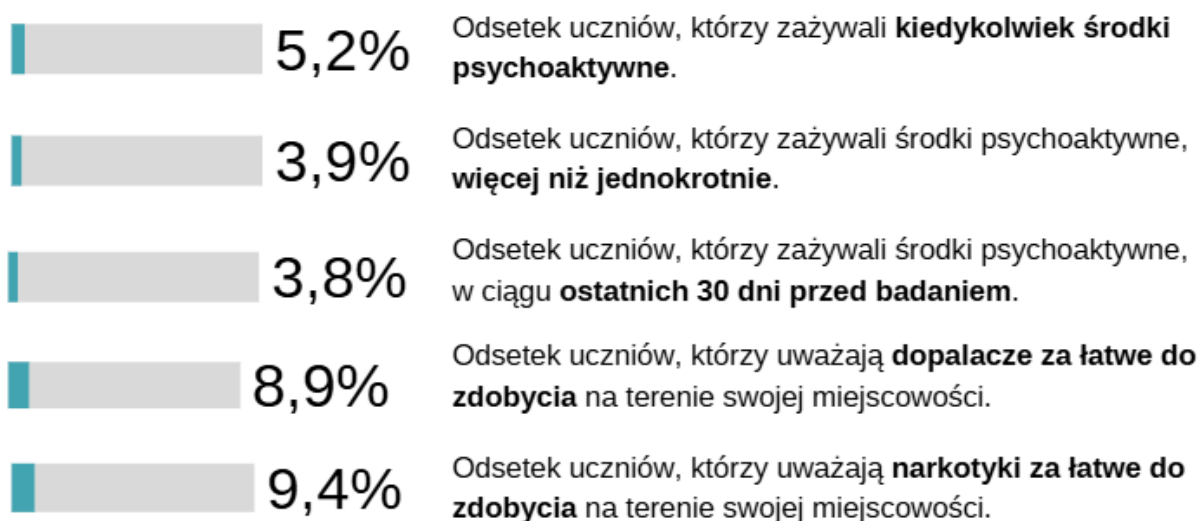 5,2%
Odsetek uczniów, którzy zażywali kiedykolwiek środki
psychoaktywne.
3,9%
Odsetek uczniów, którzy zażywali środki psychoaktywne,
więcej niż jednokrotnie.
3,8%
Odsetek uczniów, którzy zażywali środki psychoaktywne,
w ciągu ostatnich 30 dni przed badaniem.
8,9%
Odsetek uczniów, którzy uważają dopalacze za łatwe do
zdobycia na terenie swojej miejscowości.
9,4%
Odsetek uczniów, którzy uważają narkotyki za łatwe do
zdobycia na terenie swojej miejscowości.